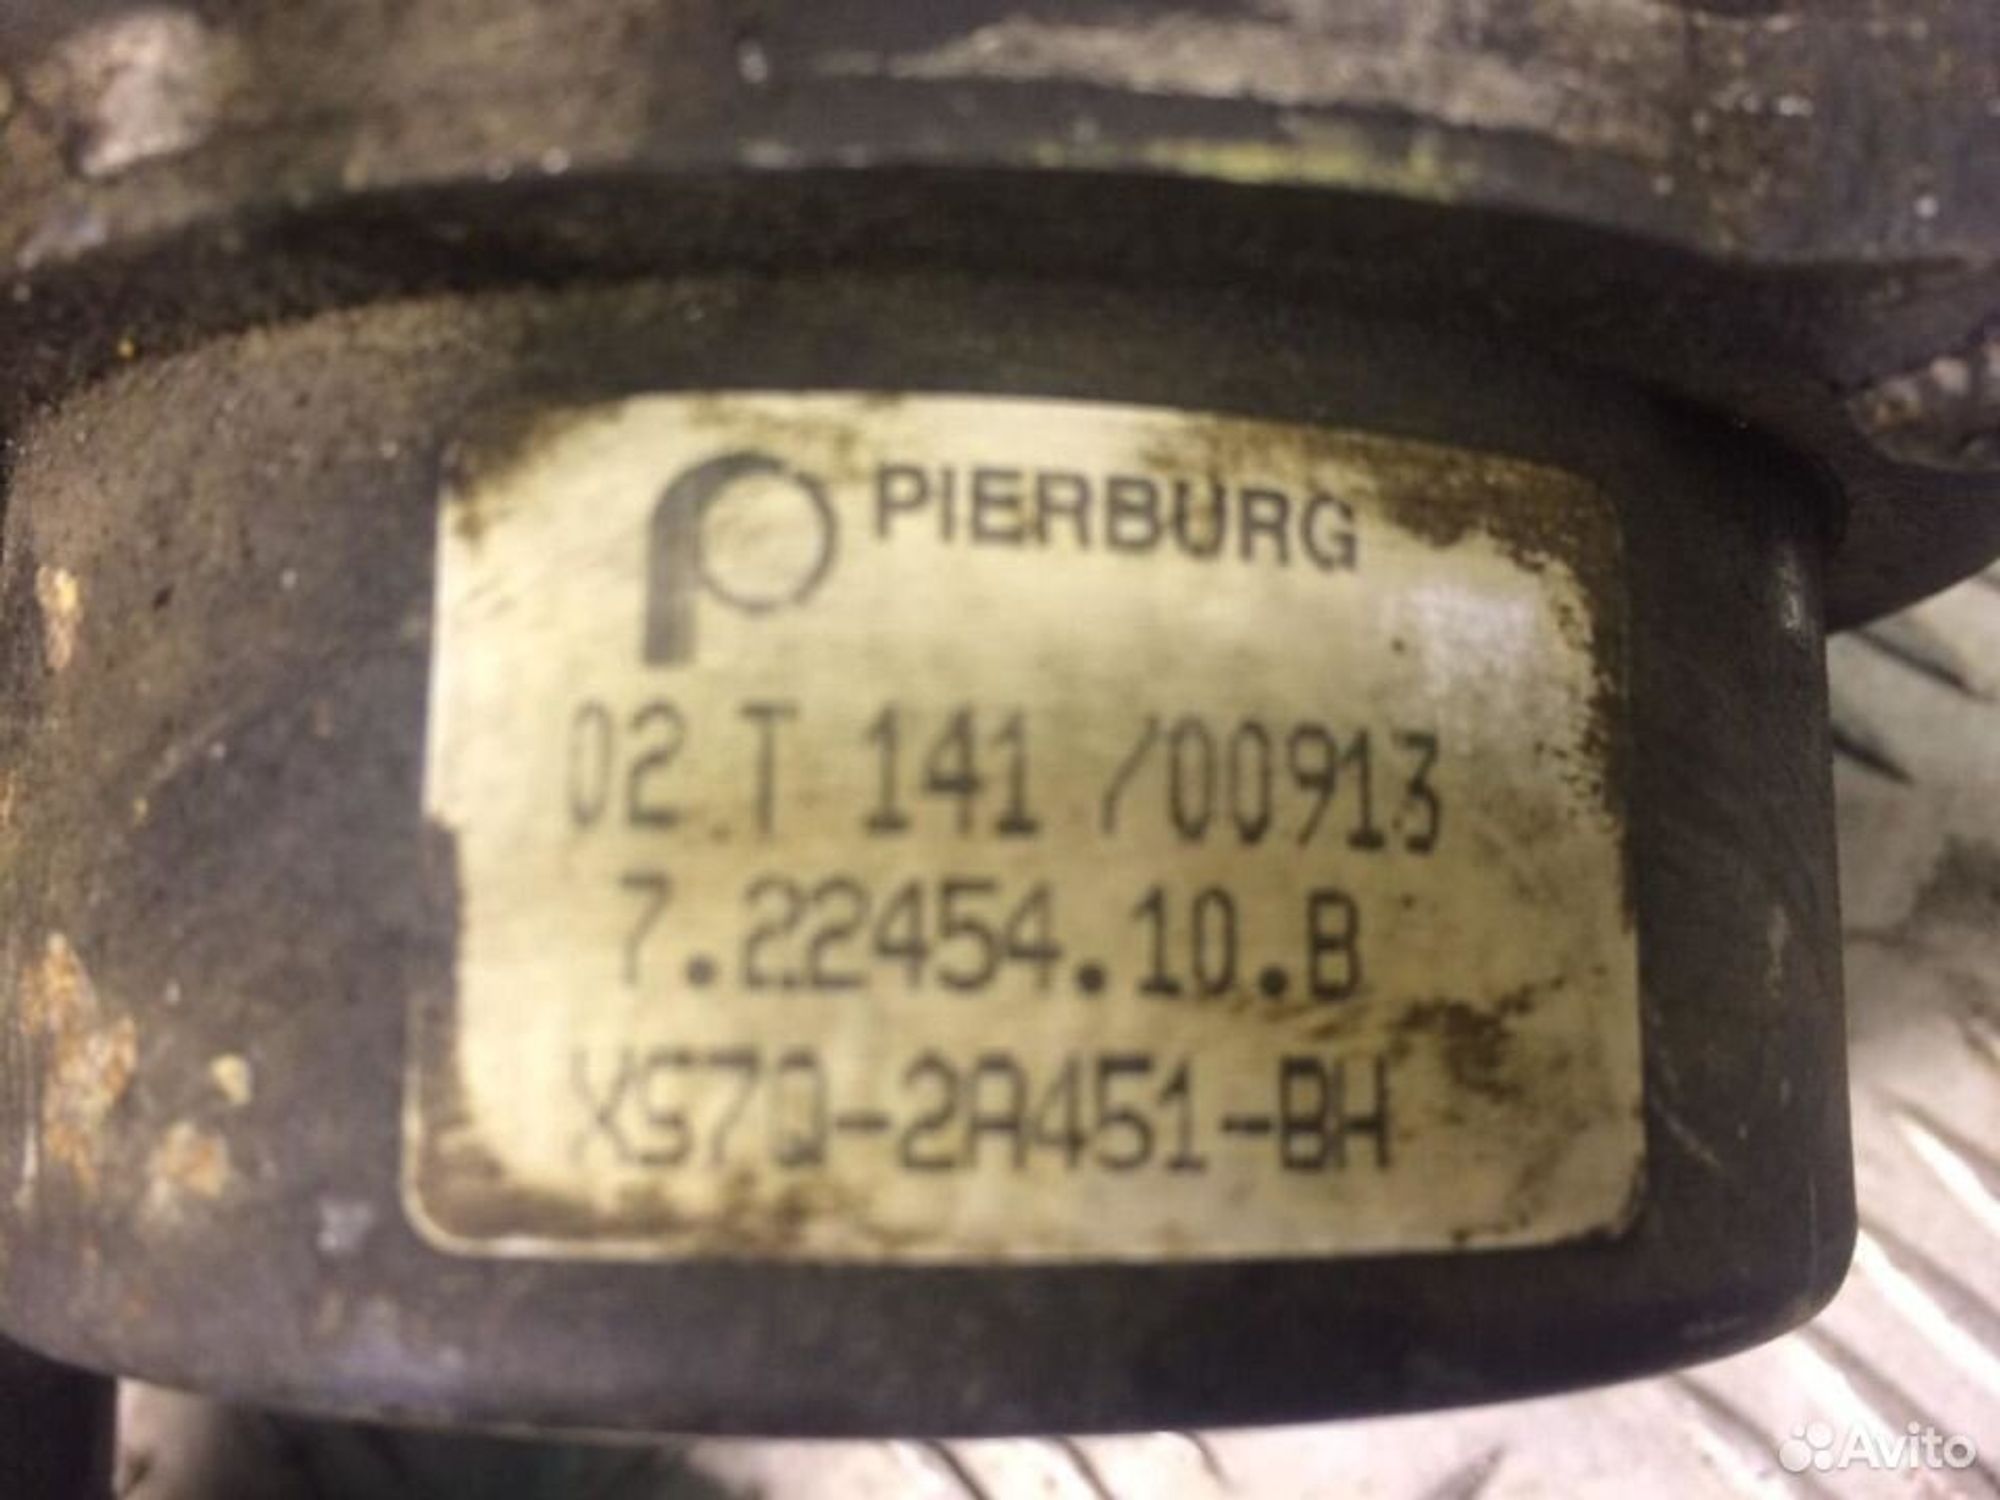 PIERBURG
02 T 141 /00913
7.22454.10.B
XS7Q-2A451-BH
Avito